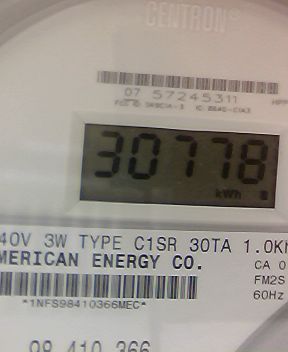 CENTRON®
07 57245311
30778
kWh
40V 3W TYPE C1SR 30TA 1.0K
MERICAN ENERGY CO.
CA 0
FM2S
60Hz
*1NFS98410366MEC*
98 410 366